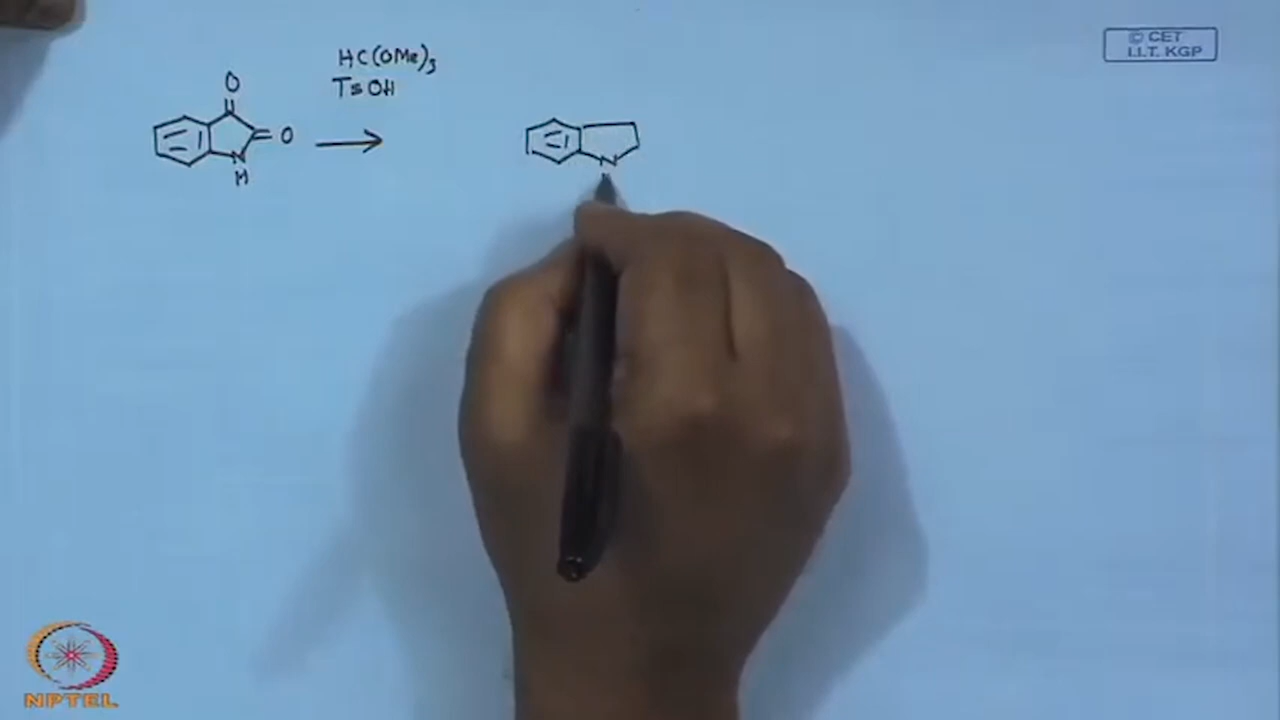 HC(OMe)3
TsOH
O
O
N
H
N
© CET
I.I.T. KGP
NPTEL